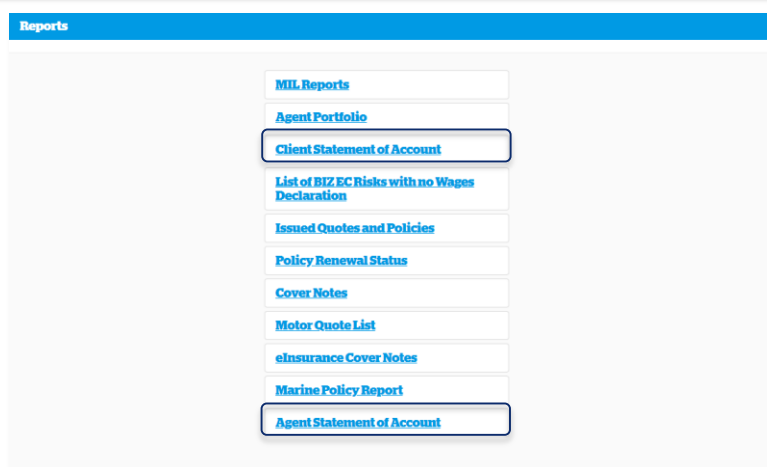 Reports
MIL Reports
Agent Portfolio
Client Statement of Account
List of BIZ EC Risks with no Wages
Declaration
Issued Quotes and Policies
Policy Renewal Status
Cover Notes
Motor Quote List
eInsurance Cover Notes
Marine Policy Report
Agent Statement of Account